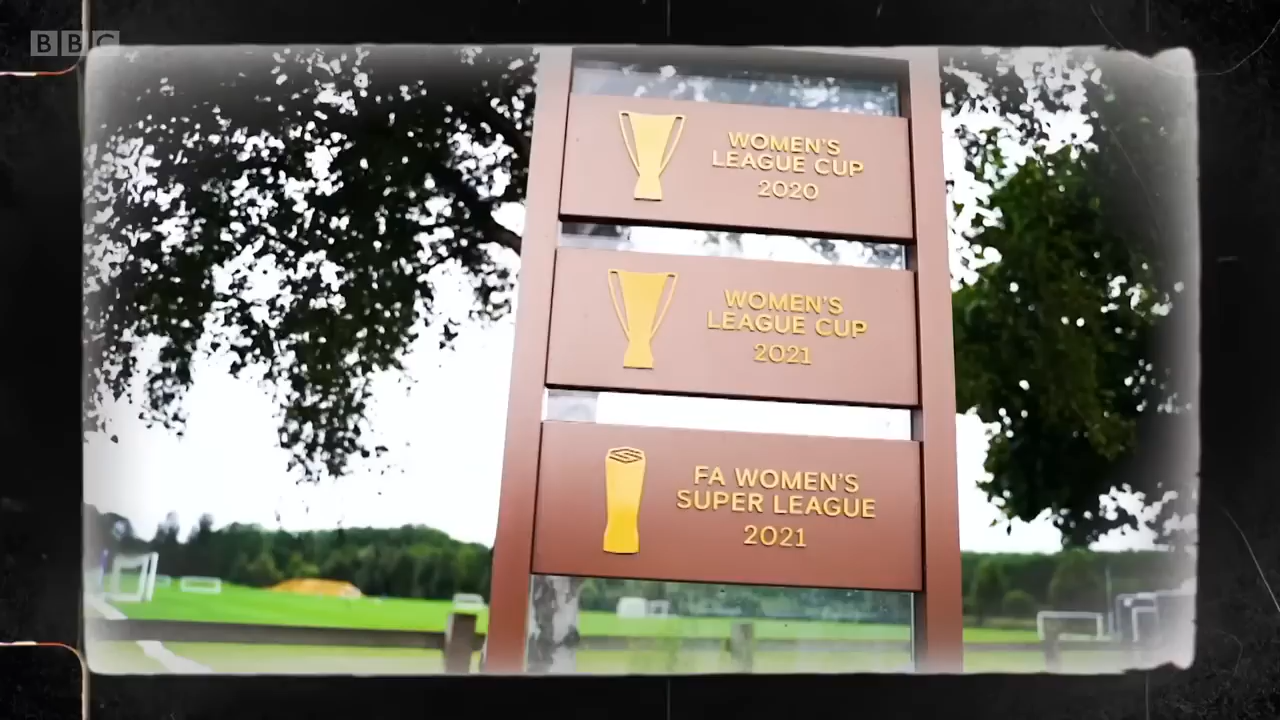 BBC
WOMEN'S
LEAGUE CUP
2020
WOMEN'S
LEAGUE CUP
2021
FA WOMEN'S
SUPER LEAGUE
2021